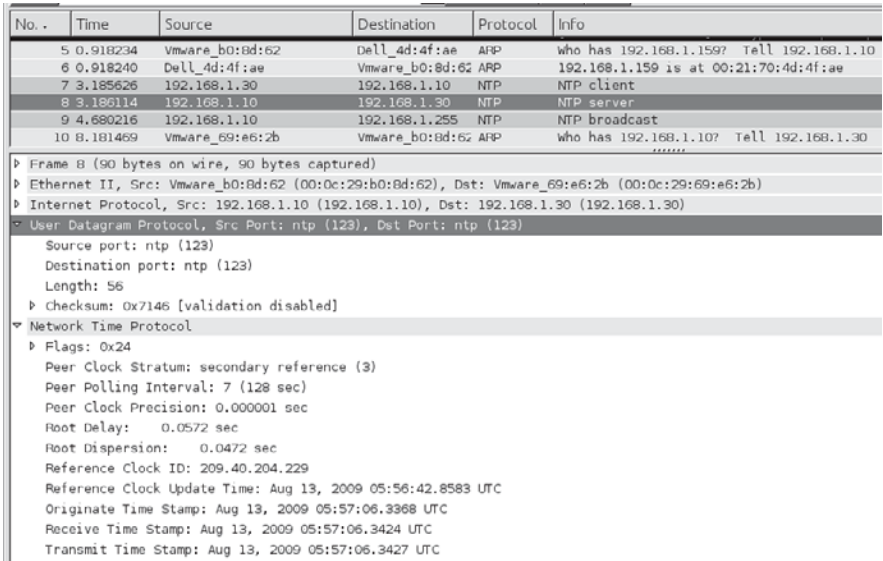 No. . Time Source Destination Protocol Info
5 0.918234 Vmware_b0:8d:62 Dell_4d:4f:ae ARP Who has 192.168.1.159? Tell 192.168.1.10
6 0.918240 Dell_4d:4f:ae Vmware_b0:8d:62 ARP 192.168.1.159 is at 00:21:70:4d:4f:ae
7 3.185626 192.168.1.30 192.168.1.10 NTP NTP client
8 3.186114 192.168.1.10 192.168.1.30 NTP NTP server
9 4.680216 192.168.1.10 192.168.1.255 NTP NTP broadcast
10 8.181469 Vmware_69:e6:2b Vmware_b0:8d:62 ARP Who has 192.168.1.10? Tell 192.168.1.30
Frame 8 (90 bytes on wire, 90 bytes captured)
Ethernet II, Src: Vmware_b0:8d:62 (00:0c:29:b0:8d:62), Dst: Vmware_69:e6:2b (00:0c:29:69:e6:2b)
Internet Protocol, Src: 192.168.1.10 (192.168.1.10), Dst: 192.168.1.30 (192.168.1.30)
User Datagram Protocol, Src Port: ntp (123), Dst Port: ntp (123)
Source port: ntp (123)
Destination port: ntp (123)
Length: 56
Checksum: 0x7146 [validation disabled]
Network Time Protocol
Flags: 0x24
Peer Clock Stratum: secondary reference (3)
Peer Polling Interval: 7 (128 sec)
Peer Clock Precision: 0.000001 sec
Root Delay: 0.0572 sec
Root Dispersion: 0.0472 sec
Reference Clock ID: 209.40.204.229
Reference Clock Update Time: Aug 13, 2009 05:56:42.8583 UTC
Originate Time Stamp: Aug 13, 2009 05:57:06.3368 UTC
Receive Time Stamp: Aug 13, 2009 05:57:06.3424 UTC
Transmit Time Stamp: Aug 13, 2009 05:57:06.3427 UTC